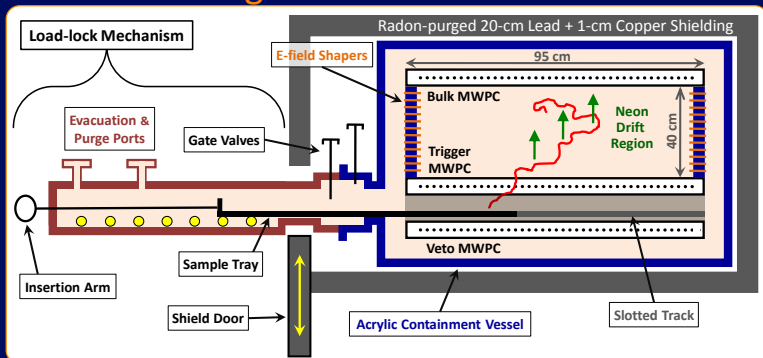 Radon-purged 20-cm Lead + 1-cm Copper Shielding
Load-lock Mechanism
E-field Shapers
95 cm
Bulk MWPC
Neon
Drift
Region
40 cm
Evacuation &
Purge Ports
Gate Valves
Trigger
MWPC
Veto MWPC
Sample Tray
Insertion Arm
Shield Door
Acrylic Containment Vessel
Slotted Track